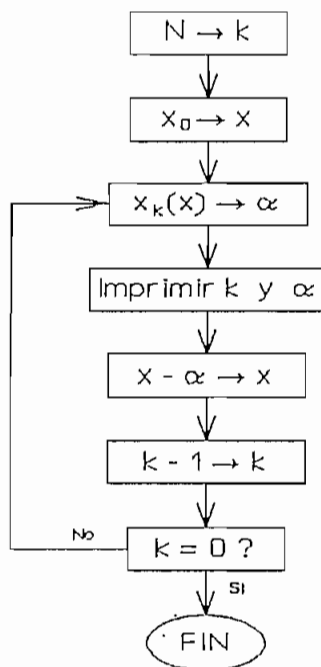 N → k
x₀ → x
x_k(x) → α
Imprimir k y α
x - α → x
k - 1 → k
No
k = 0 ?
SI
FIN